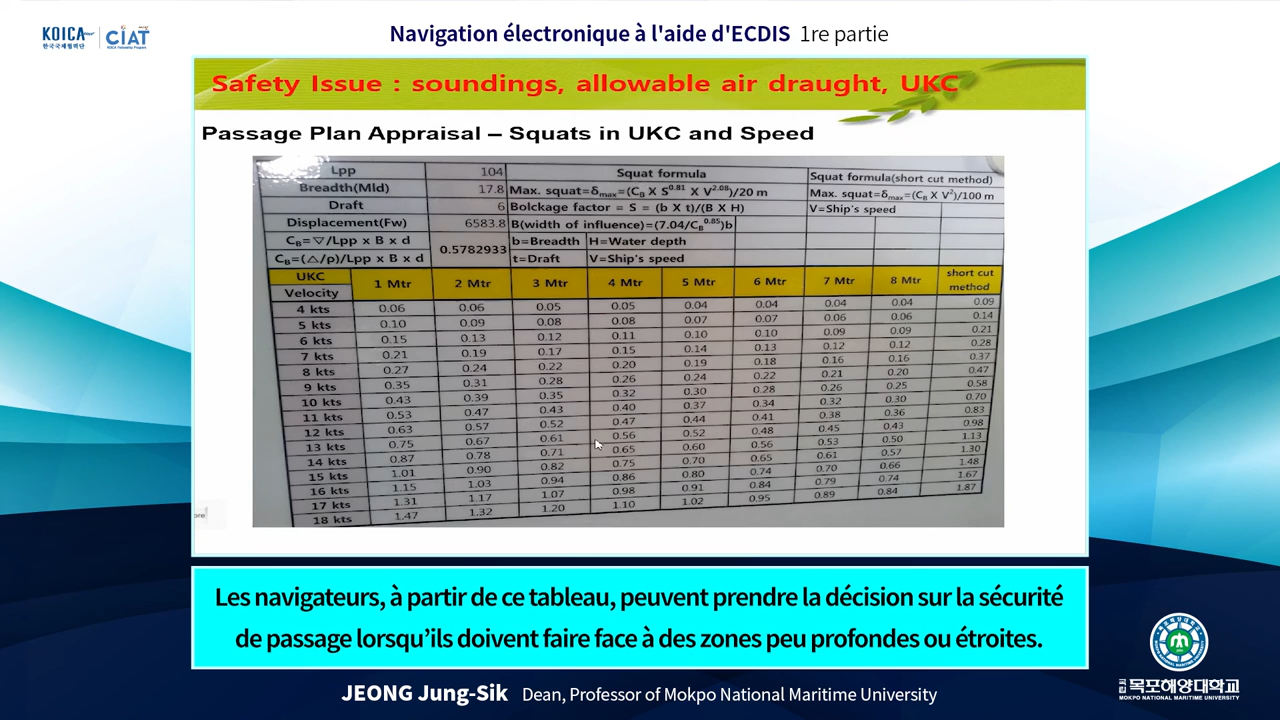 KOICA
한국국제협력단
CIAT
KOICA Fellowship Program
Navigation électronique à l'aide d'ECDIS 1re partie
Safety Issue : soundings, allowable air draught, UKC
Passage Plan Appraisal – Squats in UKC and Speed
Lpp 104 Squat formula Squat formula(short cut method)
Breadth(Mld) 17.8 Max. squat=δmax=(CB X S0.81 X V2.08)/20 m Max. squat=δmax=(CB X V2)/100 m
Draft 6 Bolckage factor = S = (b X t)/(B X H) V=Ship's speed
Displacement(Fw) 6583.8 B(width of influence)=(7.04/CB0.85)b
CB=▽/Lpp x B x d 0.5782933 b=Breadth H=Water depth
CB=(△/ρ)/Lpp x B x d t=Draft V=Ship's speed
UKC 1 Mtr 2 Mtr 3 Mtr 4 Mtr 5 Mtr 6 Mtr 7 Mtr 8 Mtr short cut method
Velocity
4 kts 0.06 0.06 0.05 0.05 0.04 0.04 0.04 0.04 0.09
5 kts 0.10 0.09 0.08 0.08 0.07 0.07 0.06 0.06 0.14
6 kts 0.15 0.13 0.12 0.11 0.10 0.10 0.09 0.09 0.21
7 kts 0.21 0.19 0.17 0.15 0.14 0.13 0.12 0.12 0.28
8 kts 0.27 0.24 0.22 0.20 0.19 0.18 0.16 0.16 0.37
9 kts 0.35 0.31 0.28 0.26 0.24 0.22 0.21 0.20 0.47
10 kts 0.43 0.39 0.35 0.32 0.30 0.28 0.26 0.25 0.58
11 kts 0.53 0.47 0.43 0.40 0.37 0.34 0.32 0.30 0.70
12 kts 0.63 0.57 0.52 0.47 0.44 0.41 0.38 0.36 0.83
13 kts 0.75 0.67 0.61 0.56 0.52 0.48 0.45 0.43 0.98
14 kts 0.87 0.78 0.71 0.65 0.60 0.56 0.53 0.50 1.13
15 kts 1.01 0.90 0.82 0.75 0.70 0.65 0.61 0.57 1.30
16 kts 1.15 1.03 0.94 0.86 0.80 0.74 0.70 0.66 1.48
17 kts 1.31 1.17 1.07 0.98 0.91 0.84 0.79 0.74 1.67
18 kts 1.47 1.32 1.20 1.10 1.02 0.95 0.89 0.84 1.87
Les navigateurs, à partir de ce tableau, peuvent prendre la décision sur la sécurité
de passage lorsqu'ils doivent faire face à des zones peu profondes ou étroites.
JEONG Jung-Sik Dean, Professor of Mokpo National Maritime University
국립 목포해양대학교
MOKPO NATIONAL MARITIME UNIVERSITY